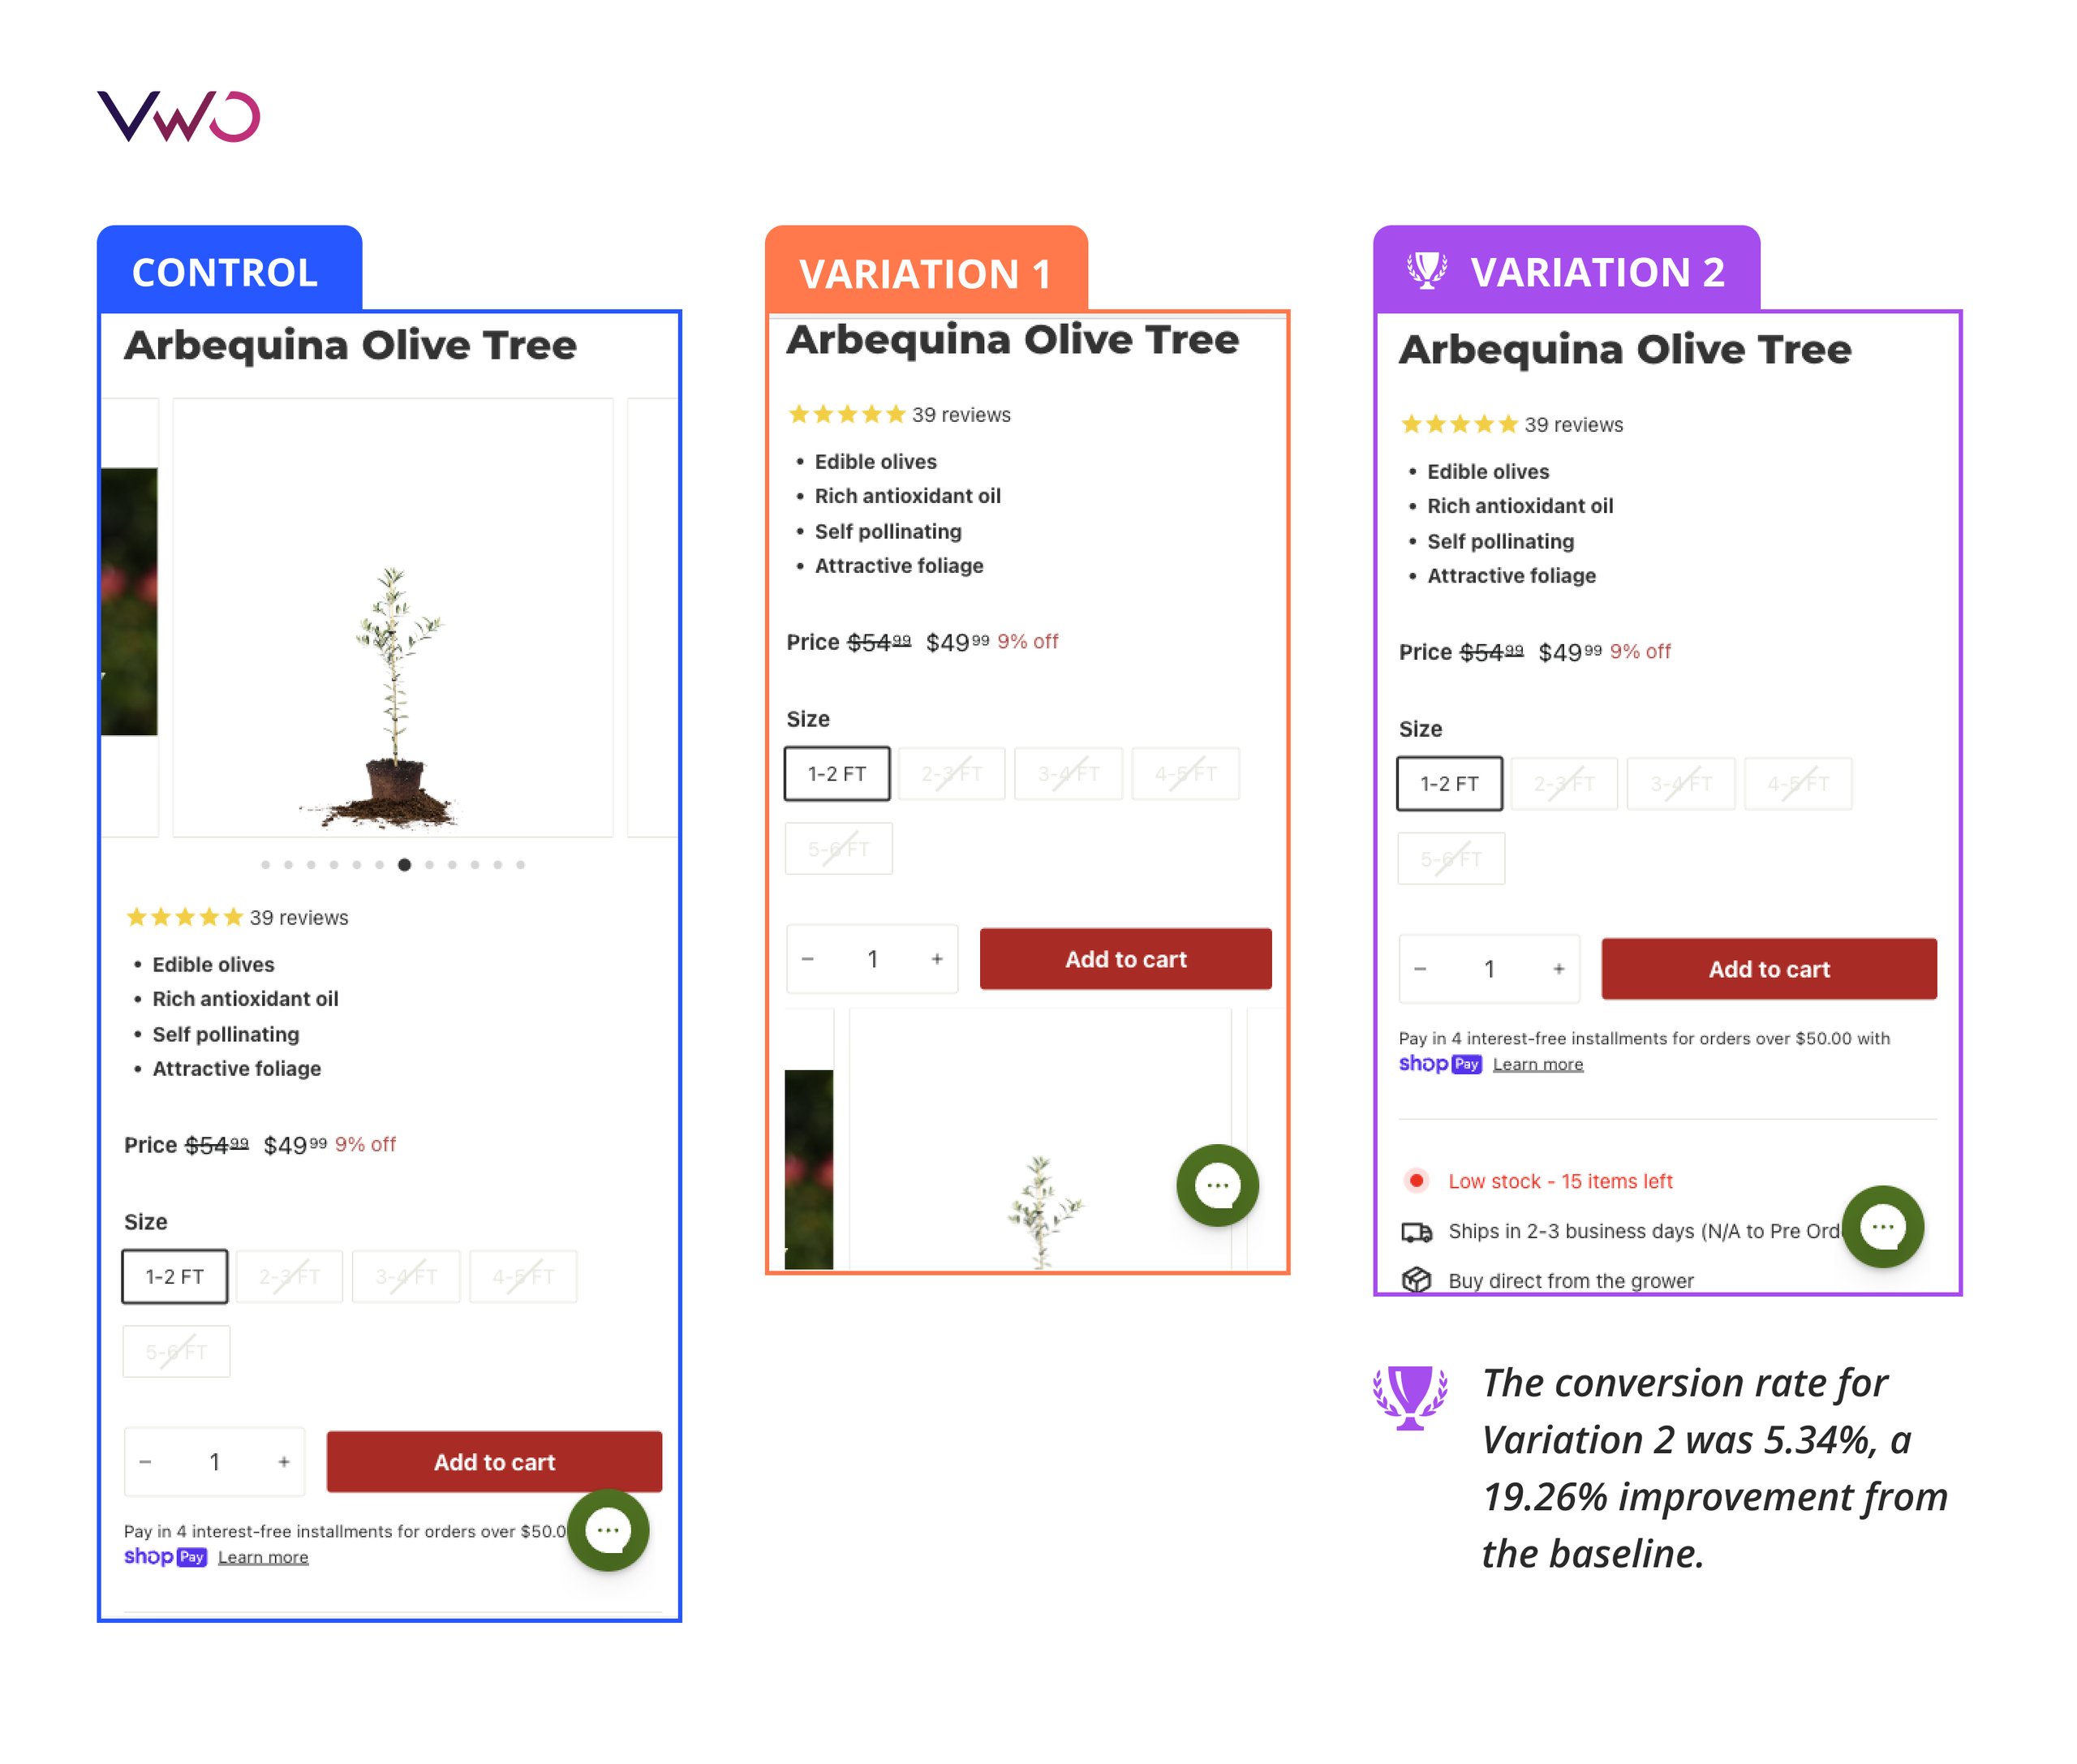 VWO
CONTROL
Arbequina Olive Tree
39 reviews
• Edible olives
• Rich antioxidant oil
• Self pollinating
• Attractive foliage
Price $54.99 $49.99 9% off
Size
1-2 FT 2-3 FT 3-4 FT 4-5 FT
5-6 FT
− 1 + Add to cart
Pay in 4 interest-free installments for orders over $50.0
shop Pay Learn more
VARIATION 1
Arbequina Olive Tree
39 reviews
• Edible olives
• Rich antioxidant oil
• Self pollinating
• Attractive foliage
Price $54.99 $49.99 9% off
Size
1-2 FT 2-3 FT 3-4 FT 4-5 FT
5-6 FT
− 1 + Add to cart
VARIATION 2
Arbequina Olive Tree
39 reviews
• Edible olives
• Rich antioxidant oil
• Self pollinating
• Attractive foliage
Price $54.99 $49.99 9% off
Size
1-2 FT 2-3 FT 3-4 FT 4-5 FT
5-6 FT
− 1 + Add to cart
Pay in 4 interest-free installments for orders over $50.00 with
shop Pay Learn more
Low stock - 15 items left
Ships in 2-3 business days (N/A to Pre Ord
Buy direct from the grower
The conversion rate for
Variation 2 was 5.34%, a
19.26% improvement from
the baseline.